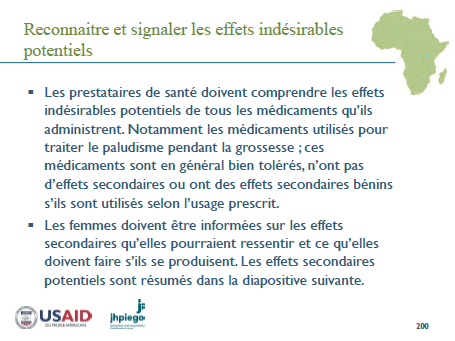 Reconnaitre et signaler les effets indésirables
potentiels
▪ Les prestataires de santé doivent comprendre les effets
indésirables potentiels de tous les médicaments qu'ils
administrent. Notamment les médicaments utilisés pour
traiter le paludisme pendant la grossesse ; ces
médicaments sont en général bien tolérés, n'ont pas
d'effets secondaires ou ont des effets secondaires bénins
s'ils sont utilisés selon l'usage prescrit.
▪ Les femmes doivent être informées sur les effets
secondaires qu'elles pourraient ressentir et ce qu'elles
doivent faire s'ils se produisent. Les effets secondaires
potentiels sont résumés dans la diapositive suivante.
USAID
jhpiego
200